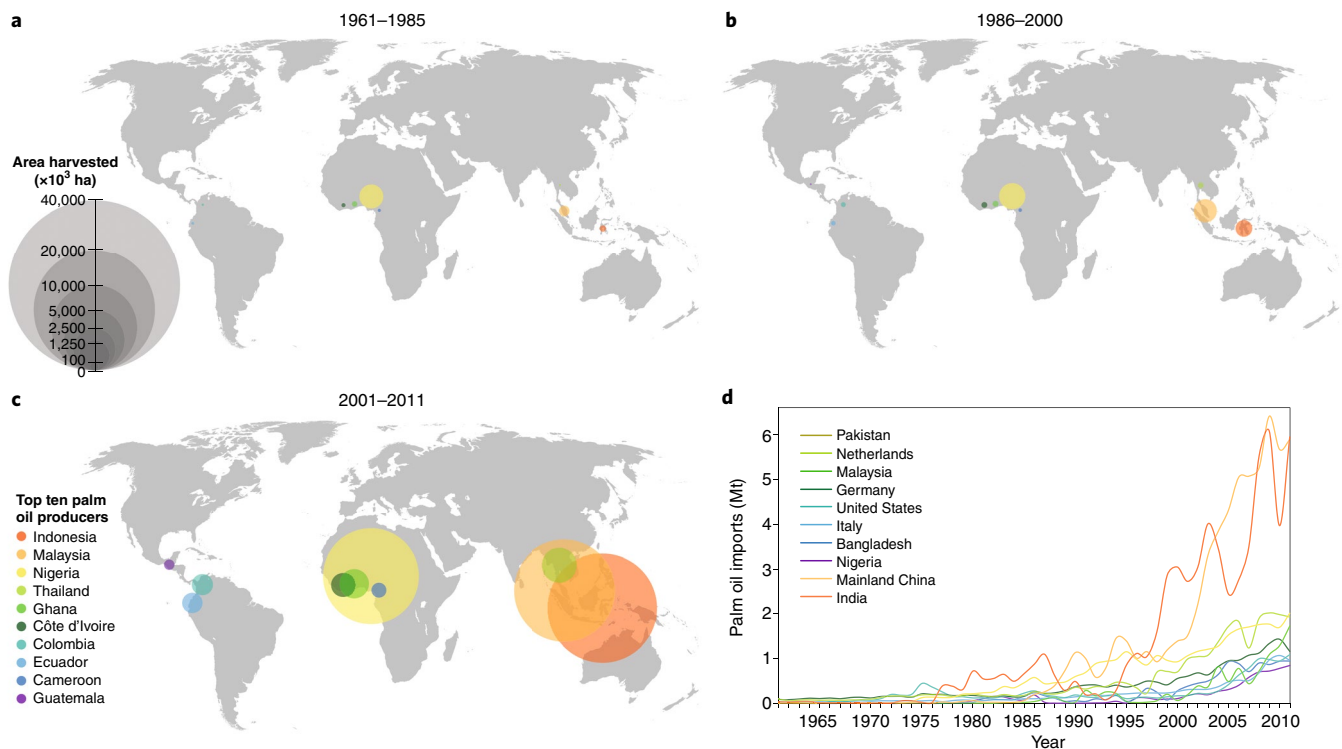 a
1961–1985
b
1986–2000
Area harvested
(×10³ ha)
40,000
20,000
10,000
5,000
2,500
1,250
100
0
c
2001–2011
Top ten palm
oil producers
Indonesia
Malaysia
Nigeria
Thailand
Ghana
Côte d’Ivoire
Colombia
Ecuador
Cameroon
Guatemala
d
Palm oil imports (Mt)
6
5
4
3
2
1
0
Pakistan
Netherlands
Malaysia
Germany
United States
Italy
Bangladesh
Nigeria
Mainland China
India
1965 1970 1975 1980 1985 1990 1995 2000 2005 2010
Year